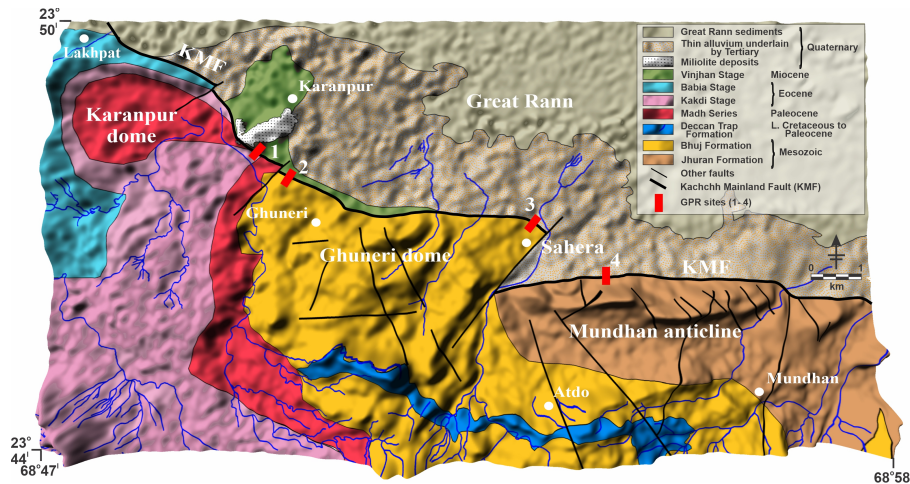 23°
50'
Lakhpat
KMF
Karanpur
Karanpur
dome
Great Rann
1
2
3
4
Ghuneri
Ghuneri dome
Sahera
KMF
Mundhan anticline
Atdo
Mundhan
Great Rann sediments
Thin alluvium underlain
by Tertiary
Quaternary
Miliolite deposits
Vinjhan Stage
Miocene
Babia Stage
Kakdi Stage
Eocene
Madh Series
Paleocene
Deccan Trap
Formation
L. Cretaceous to
Paleocene
Bhuj Formation
Jhuran Formation
Mesozoic
Other faults
Kachchh Mainland Fault (KMF)
GPR sites (1- 4)
0 1
km
23°
44'
68°47'
68°58'